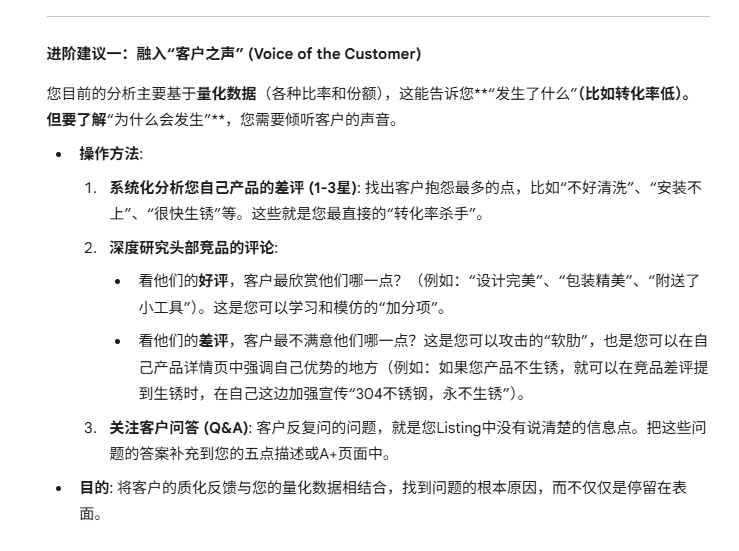 进阶建议一：融入“客户之声” (Voice of the Customer)
您目前的分析主要基于量化数据（各种比率和份额），这能告诉您**“发生了什么”(比如转化率低）。
但要了解“为什么会发生”**，您需要倾听客户的声音。
• 操作方法:
1. 系统化分析您自己产品的差评 (1-3星): 找出客户抱怨最多的点，比如“不好清洗”、“安装不
上”、“很快生锈”等。这些就是您最直接的“转化率杀手”。
2. 深度研究头部竞品的评论:
• 看他们的好评，客户最欣赏他们哪一点？（例如：“设计完美”、“包装精美”、“附送了
小工具”）。这是您可以学习和模仿的“加分项”。
• 看他们的差评，客户最不满意他们哪一点？这是您可以攻击的“软肋”，也是您可以在自
己产品详情页中强调自己优势的地方（例如：如果您产品不生锈，就可以在竞品差评提
到生锈时，在自己这边加强宣传“304不锈钢，永不生锈”）。
3. 关注客户问答 (Q&A): 客户反复问的问题，就是您Listing中没有说清楚的信息点。把这些问
题的答案补充到您的五点描述或A+页面中。
• 目的: 将客户的质化反馈与您的量化数据相结合，找到问题的根本原因，而不仅仅是停留在表
面。